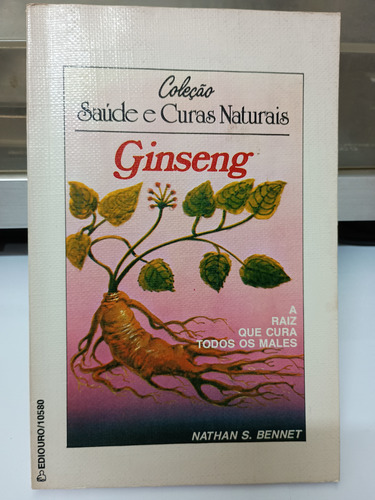 Coleção
Saúde e Curas Naturais
Ginseng
A
RAIZ
QUE CURA
TODOS OS MALES
NATHAN S. BENNET
EDIOURO/10580